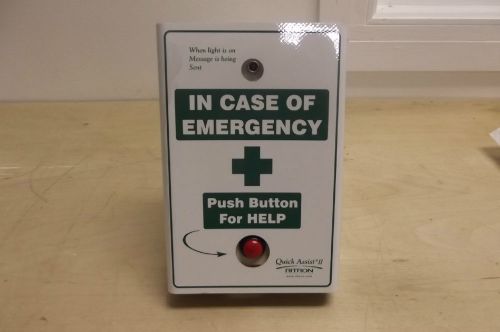 When light is on
Message is being
Sent
IN CASE OF
EMERGENCY
Push Button
For HELP
Quick Assist® II
RITRON